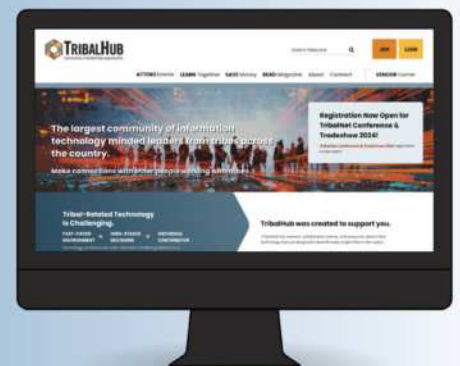 TRIBALHUB
JOIN
LOGIN
ATTEND Events LEARN Together SAVE Money READ Magazine About Connect VENDOR Corner
The largest community of information
technology minded leaders from tribes across
the country.
Make connections with other people working with tribes.
Registration Now Open for
TribalNet Conference &
Tradeshow 2024!
Tribal-Related Technology
is Challenging.
FAST-PACED
ENVIRONMENT
+
HIGH-STAKES
DECISIONS
+
INDIVIDUAL
CONTRIBUTOR
TribalHub was created to support you.